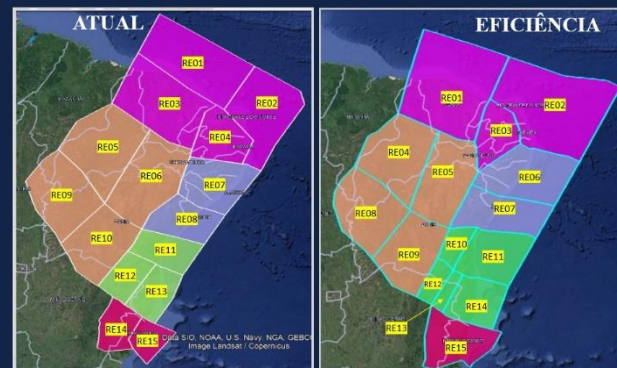 ATUAL
RE01
RE02
RE03
RE04
RE05
RE06
RE07
RE08
RE09
RE10
RE11
RE12
RE13
RE14
RE15
Data SIO, NOAA, U.S. Navy, NGA, GEBCO
Image Landsat / Copernicus
EFICIÊNCIA
RE01
RE02
RE03
RE04
RE05
RE06
RE07
RE08
RE09
RE10
RE11
RE12
RE14
RE13
RE15